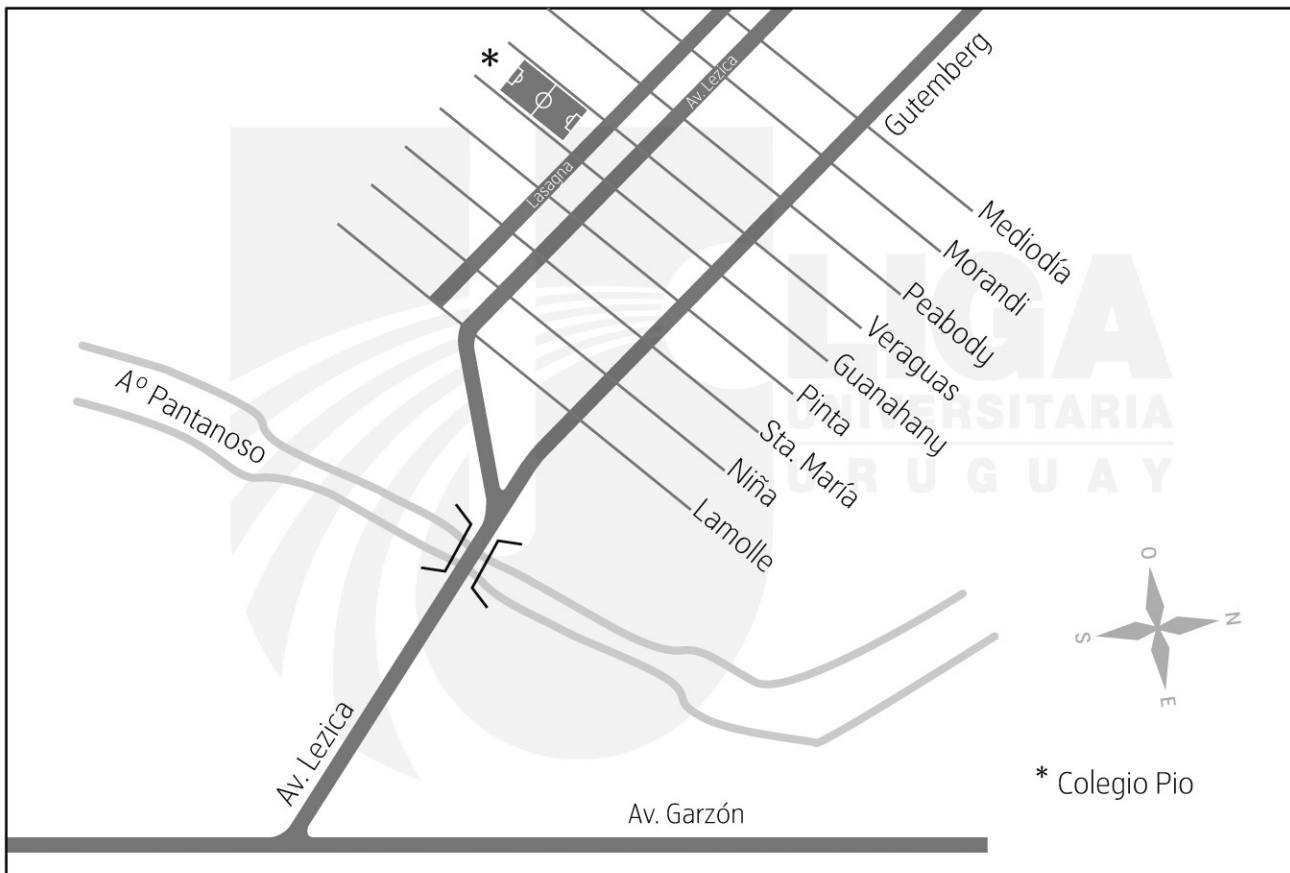 *
Av. Lezica
Gutemberg
Lasagna
Mediodía
Morandi
Peabody
Veraguas
Guanahany
Pinta
Sta. María
Niña
Lamolle
Aº Pantanoso
LIGA
UNIVERSITARIA
URUGUAY
O
N
S
E
Av. Lezica
* Colegio Pio
Av. Garzón